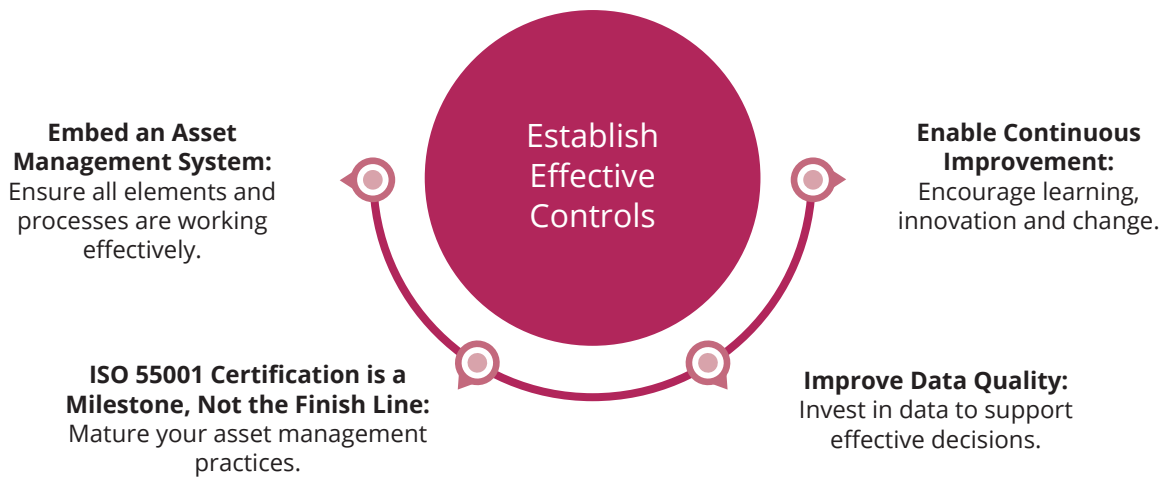 Establish
Effective
Controls
Embed an Asset
Management System:
Ensure all elements and
processes are working
effectively.
ISO 55001 Certification is a
Milestone, Not the Finish Line:
Mature your asset management
practices.
Improve Data Quality:
Invest in data to support
effective decisions.
Enable Continuous
Improvement:
Encourage learning,
innovation and change.